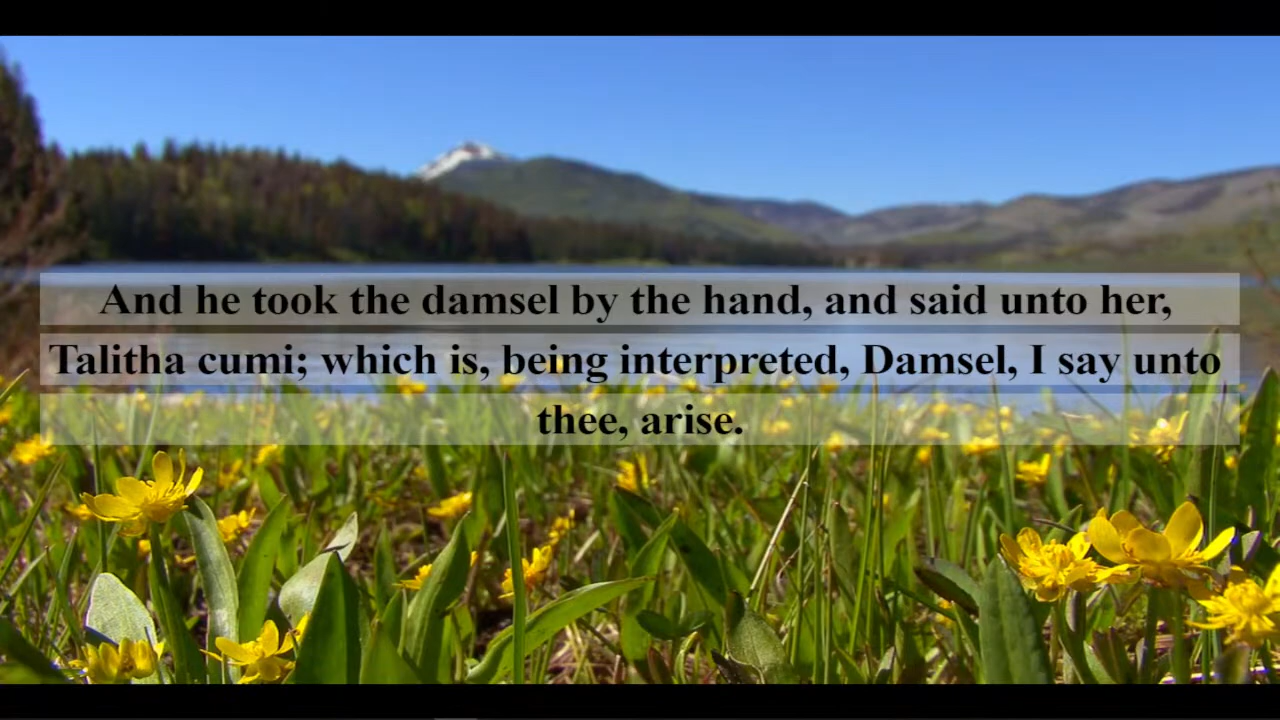 And he took the damsel by the hand, and said unto her,
Talitha cumi; which is, being interpreted, Damsel, I say unto
thee, arise.